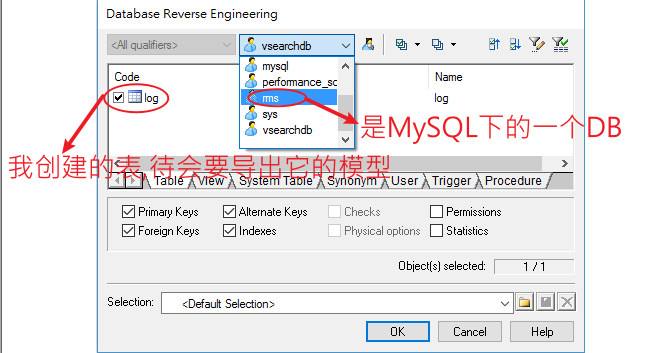 Database Reverse Engineering
<All qualifiers>
vsearchdb
mysql
performance_sc
rms
sys
vsearchdb
Code
Name
log
log
是MySQL下的一个DB
我创建的表 待会要导出它的模型
Table
View
System Table
Synonym
User
Trigger
Procedure
Primary Keys
Alternate Keys
Checks
Permissions
Foreign Keys
Indexes
Physical options
Statistics
Object(s) selected:
1 / 1
Selection:
<Default Selection>
OK
Cancel
Help